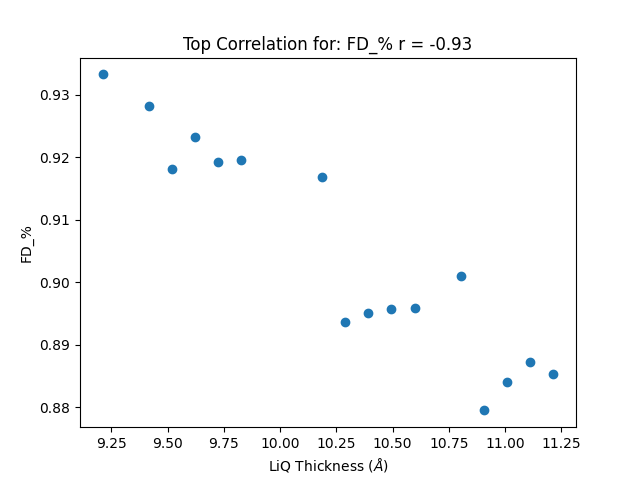 Top Correlation for: FD_% r = -0.93
0.93
0.92
0.91
0.90
0.89
0.88
FD_%
9.25 9.50 9.75 10.00 10.25 10.50 10.75 11.00 11.25
LiQ Thickness (Å)